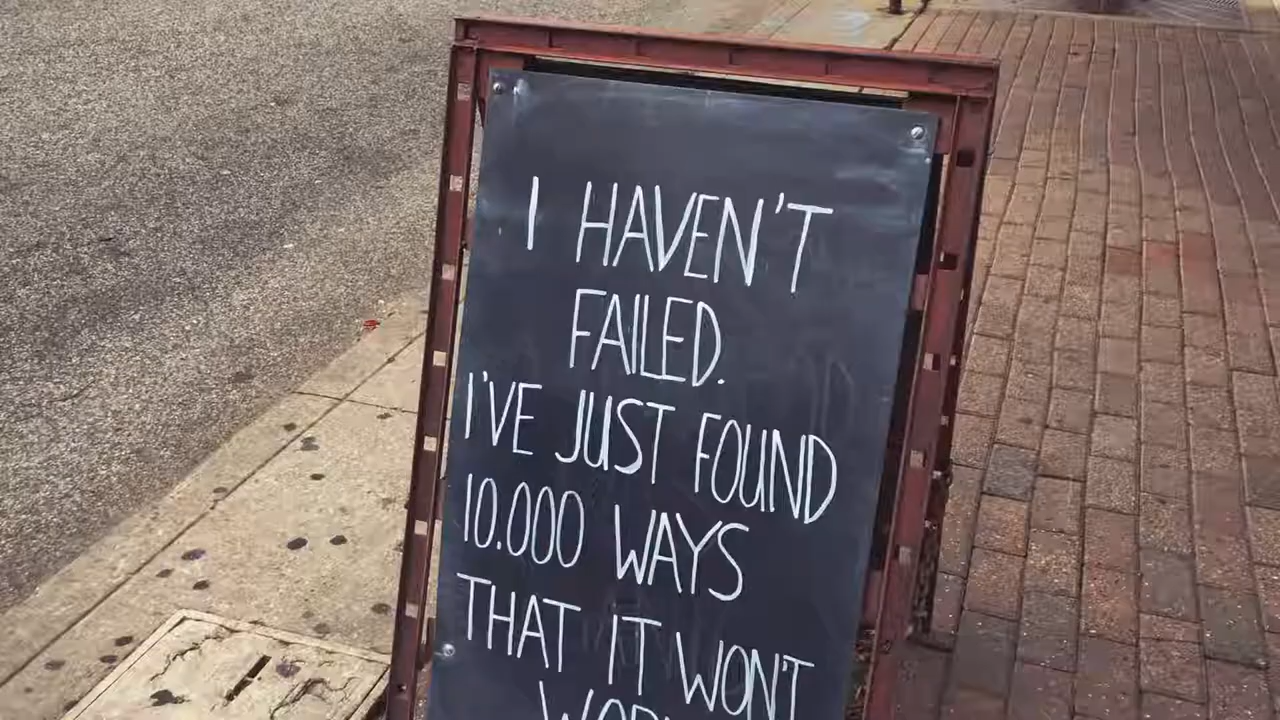 I HAVEN'T
FAILED.
I'VE JUST FOUND
10.000 WAYS
THAT IT WON'T